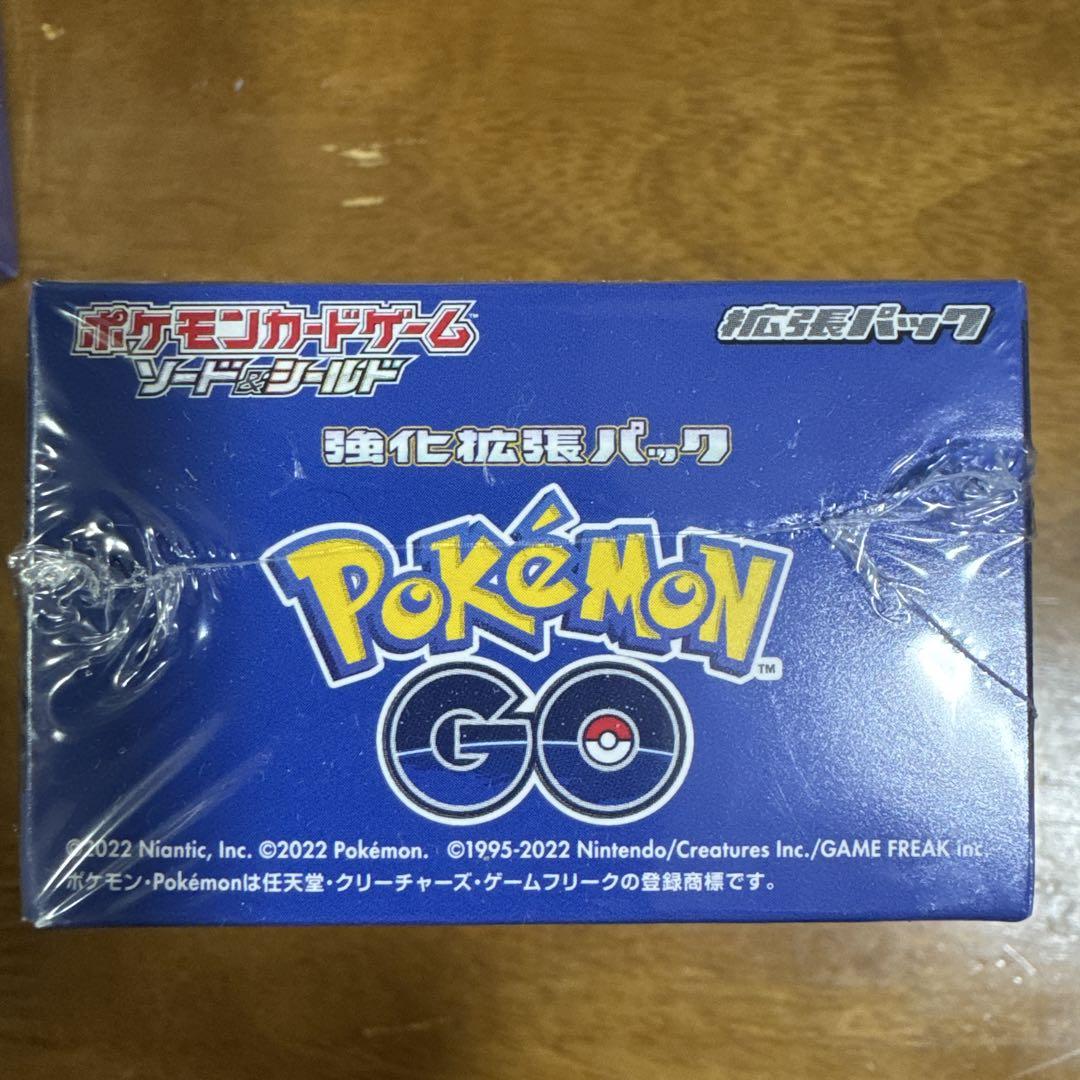 ポケモンカードゲーム™
拡張パック
ソード&シールド
強化拡張パック
POKéMON™
GO
©2022 Niantic, Inc. ©2022 Pokémon. ©1995-2022 Nintendo/Creatures Inc./GAME FREAK inc.
ポケモン・Pokémonは任天堂・クリーチャーズ・ゲームフリークの登録商標です。